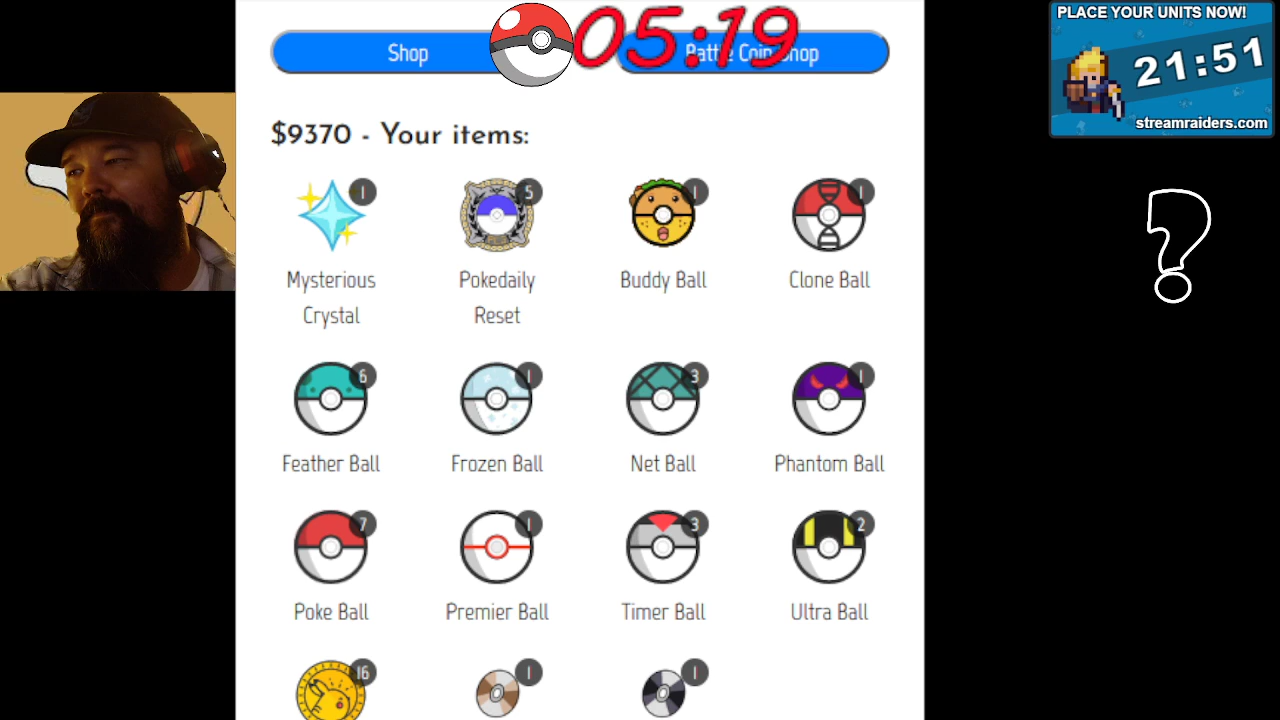 PLACE YOUR UNITS NOW!
05:19
21:51
Shop
Battle Coin Shop
streamraiders.com
$9370 - Your items:
1
5
1
1
Mysterious
Crystal
Pokedaily
Reset
Buddy Ball
Clone Ball
6
1
3
1
Feather Ball
Frozen Ball
Net Ball
Phantom Ball
7
1
3
2
Poke Ball
Premier Ball
Timer Ball
Ultra Ball
16
1
1
?